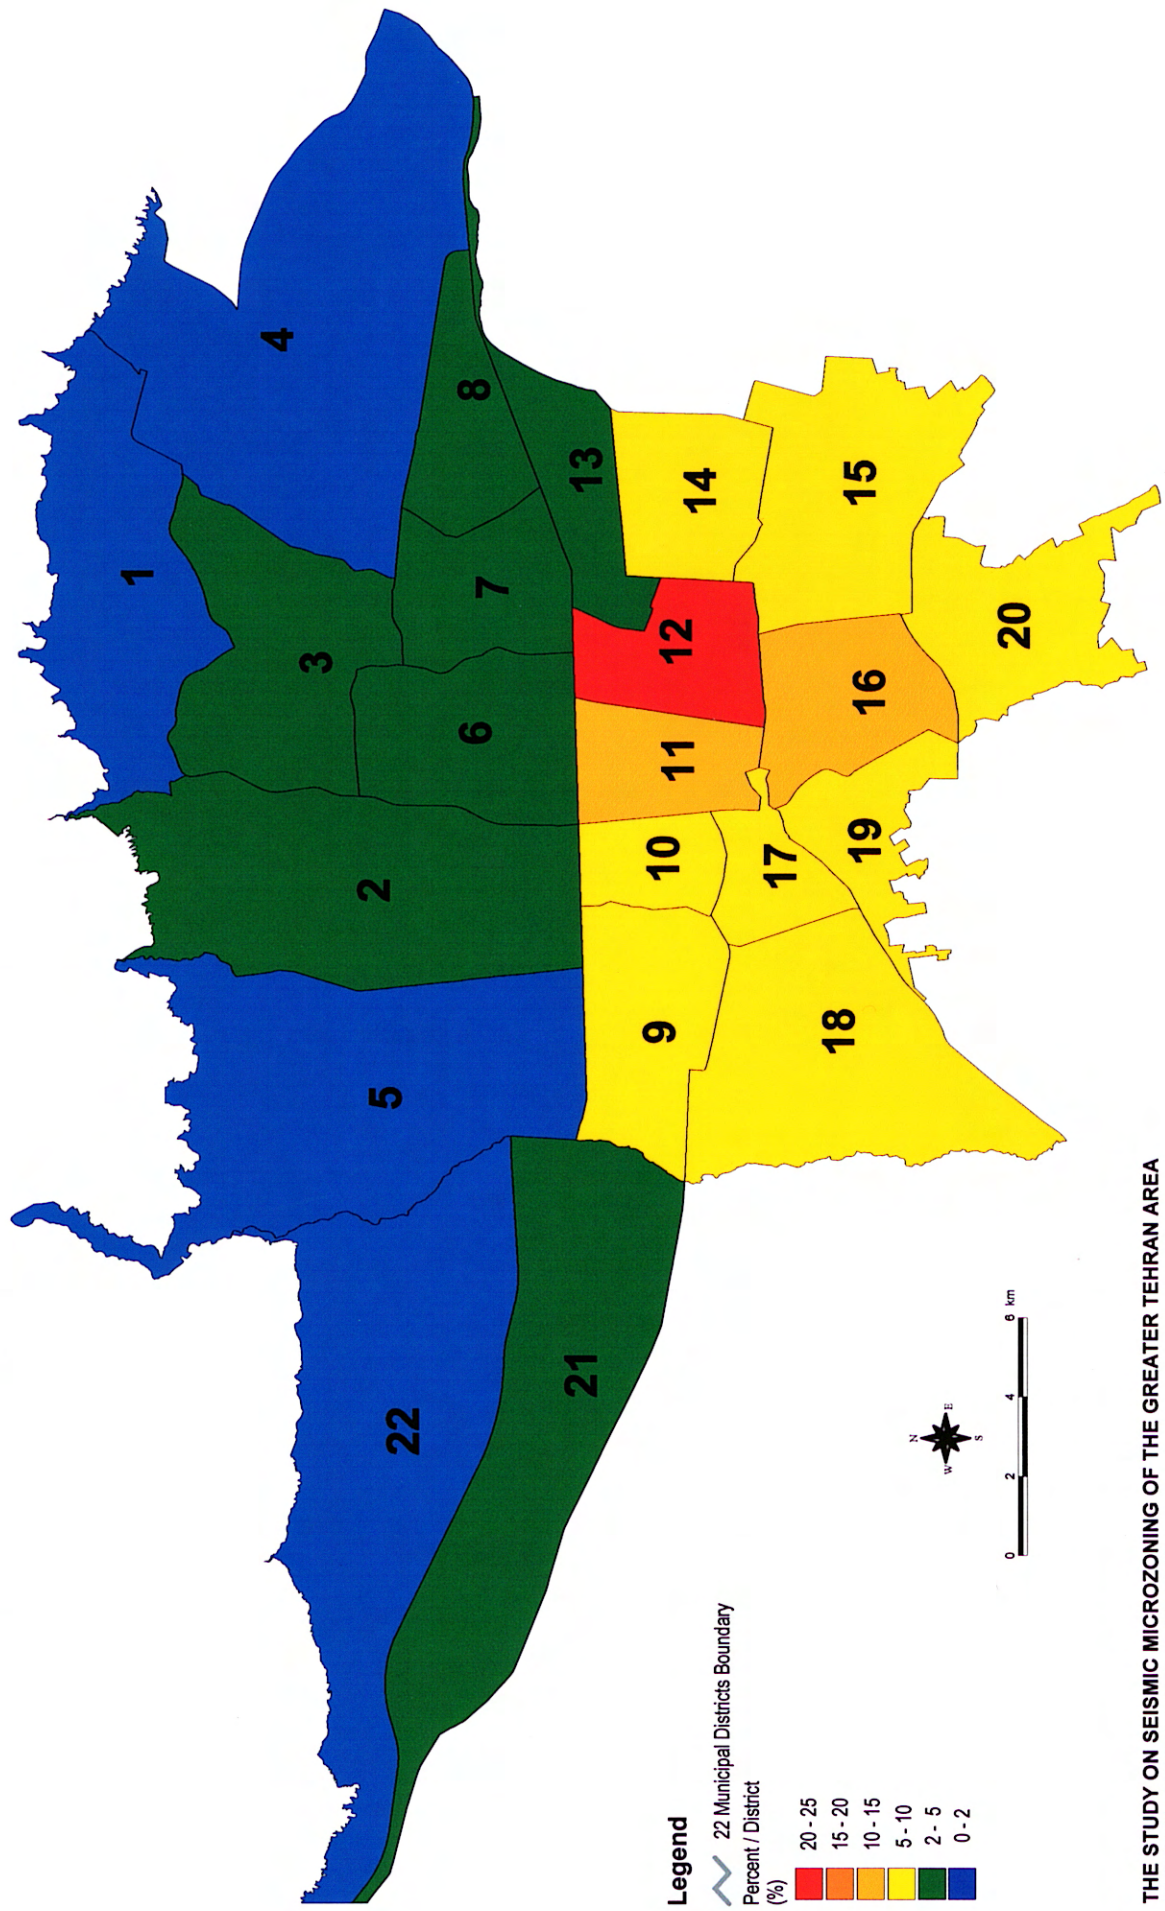 1
2
3
4
5
6
7
8
9
10
11
12
13
14
15
16
17
18
19
20
21
22
N
W E
S
0 2 4 6 km
Legend
22 Municipal Districts Boundary
Percent / District
(%)
20 - 25
15 - 20
10 - 15
5 - 10
2 - 5
0 - 2
THE STUDY ON SEISMIC MICROZONING OF THE GREATER TEHRAN AREA